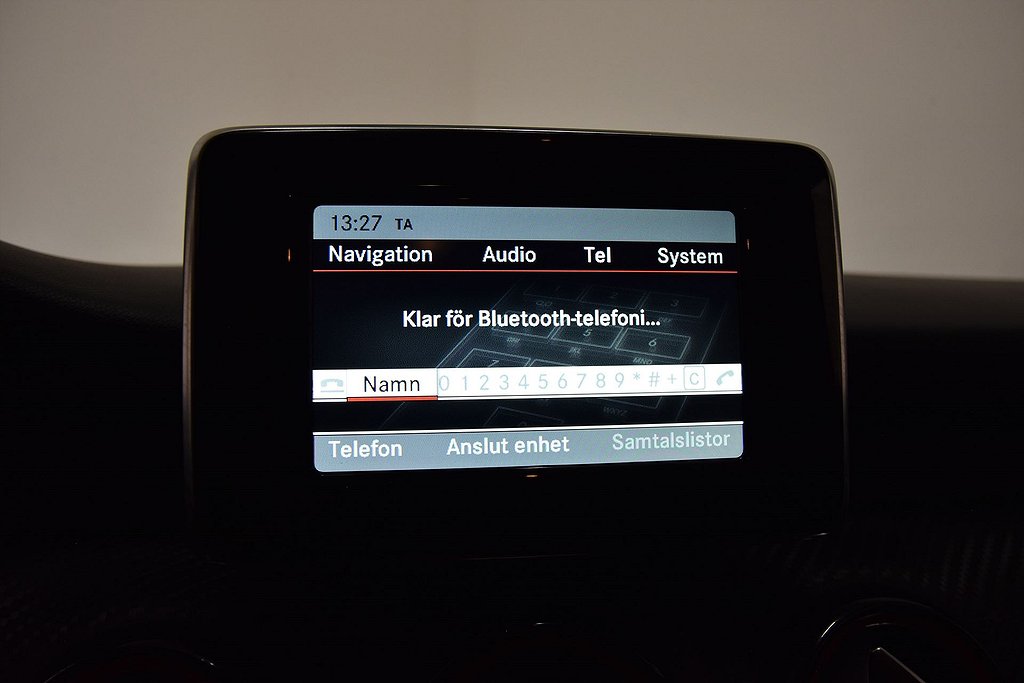 13:27 TA
Navigation Audio Tel System
Klar för Bluetooth-telefoni...
Namn 0 1 2 3 4 5 6 7 8 9 * # + C
Telefon Anslut enhet Samtalslistor